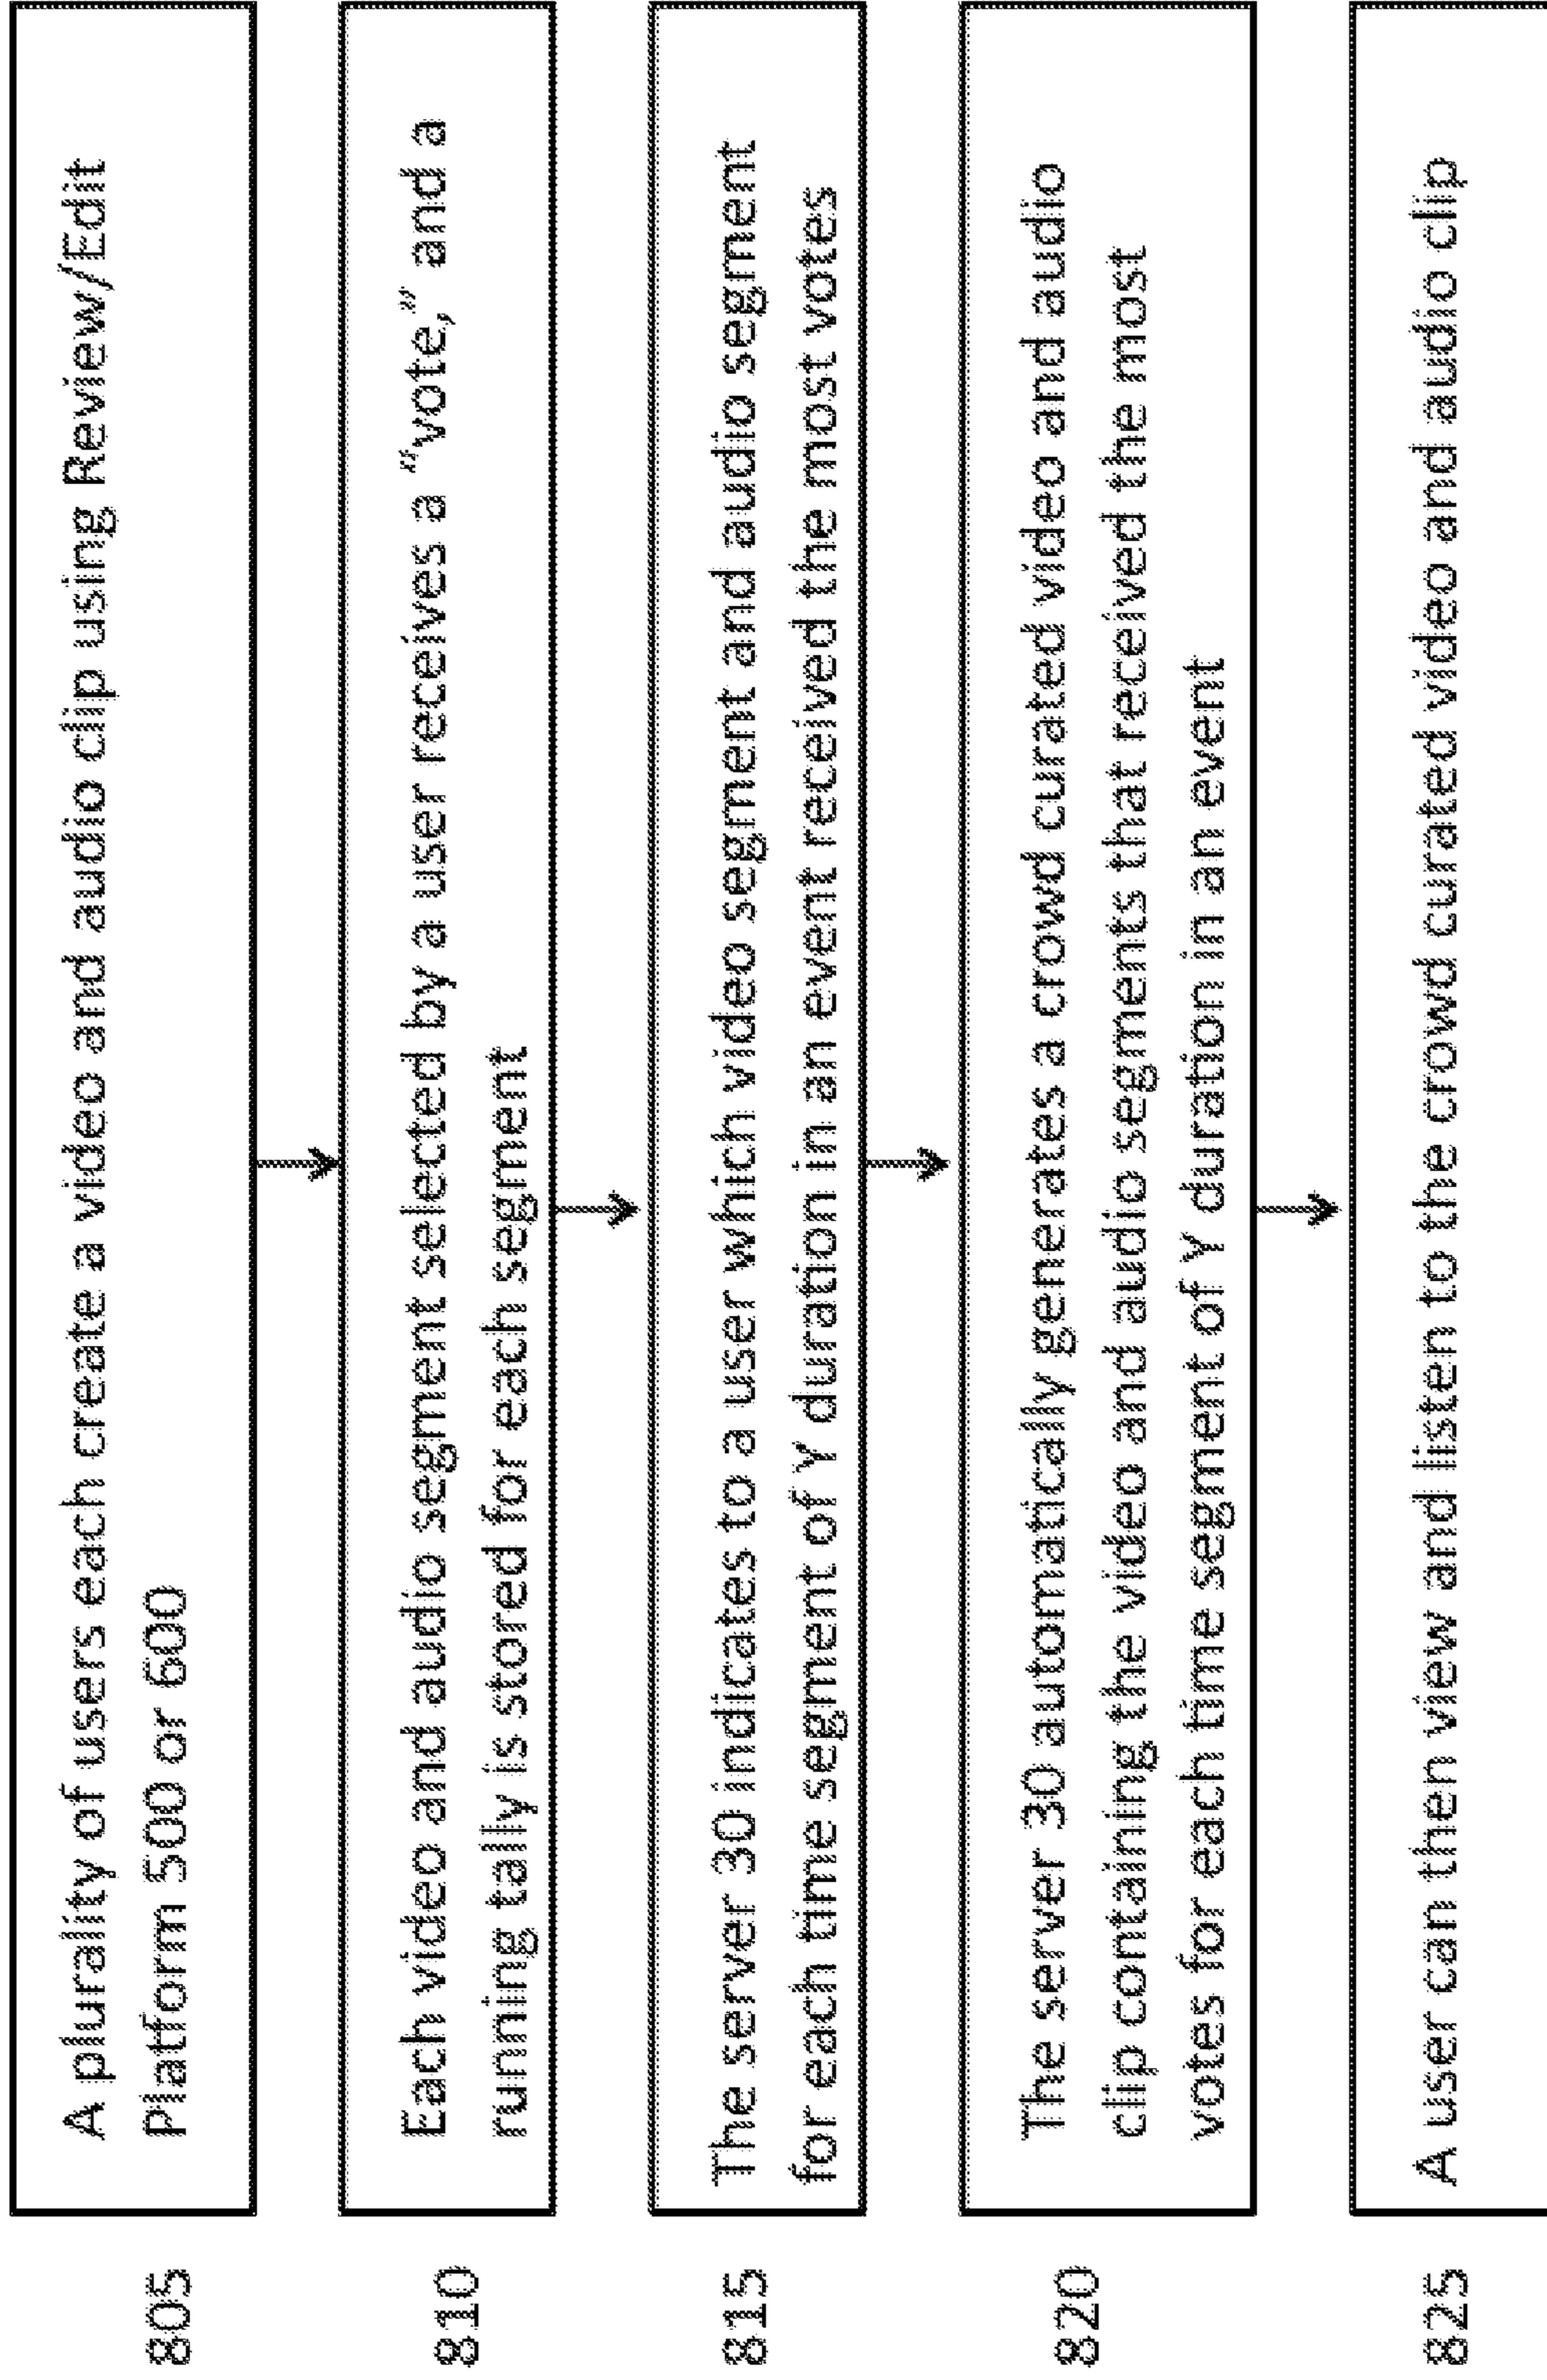 805
A plurality of users each create a video and audio clip using Review/Edit
Platform 500 or 600
810
Each video and audio segment selected by a user receives a “vote,” and a
running tally is stored for each segment
815
The server 30 indicates to a user which video segment and audio segment
for each time segment of Y duration in an event received the most votes
820
The server 30 automatically generates a crowd curated video and audio
clip containing the video and audio segments that received the most
votes for each time segment of Y duration in an event
825
A user can then view and listen to the crowd curated video and audio clip